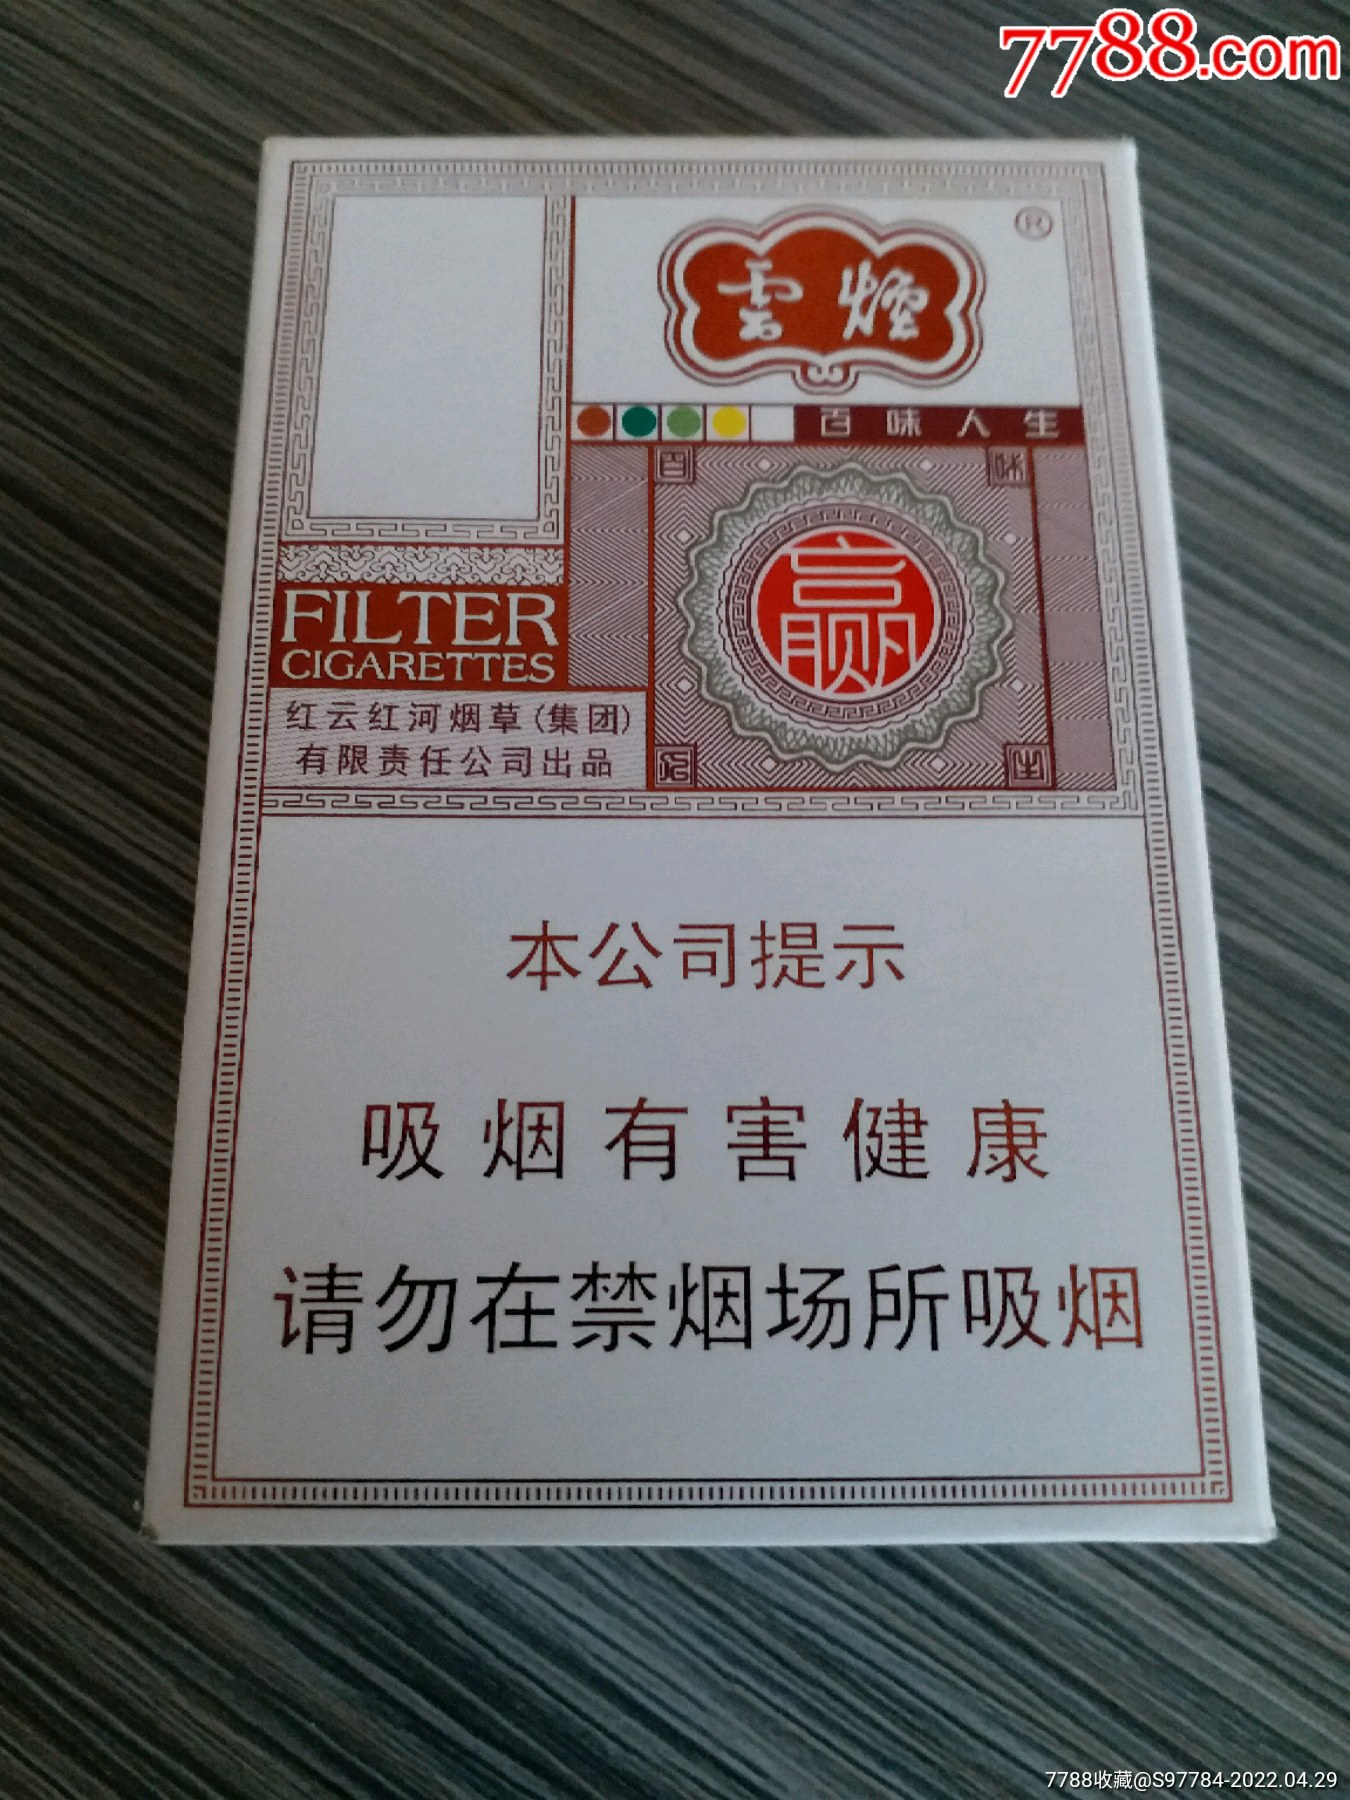 7788.com
雲煙
®
百味人生
百 味
赢
FILTER
CIGARETTES
红云红河烟草(集团)
有限责任公司出品
生
本公司提示
吸烟有害健康
请勿在禁烟场所吸烟
7788收藏@S97784-2022.04.29